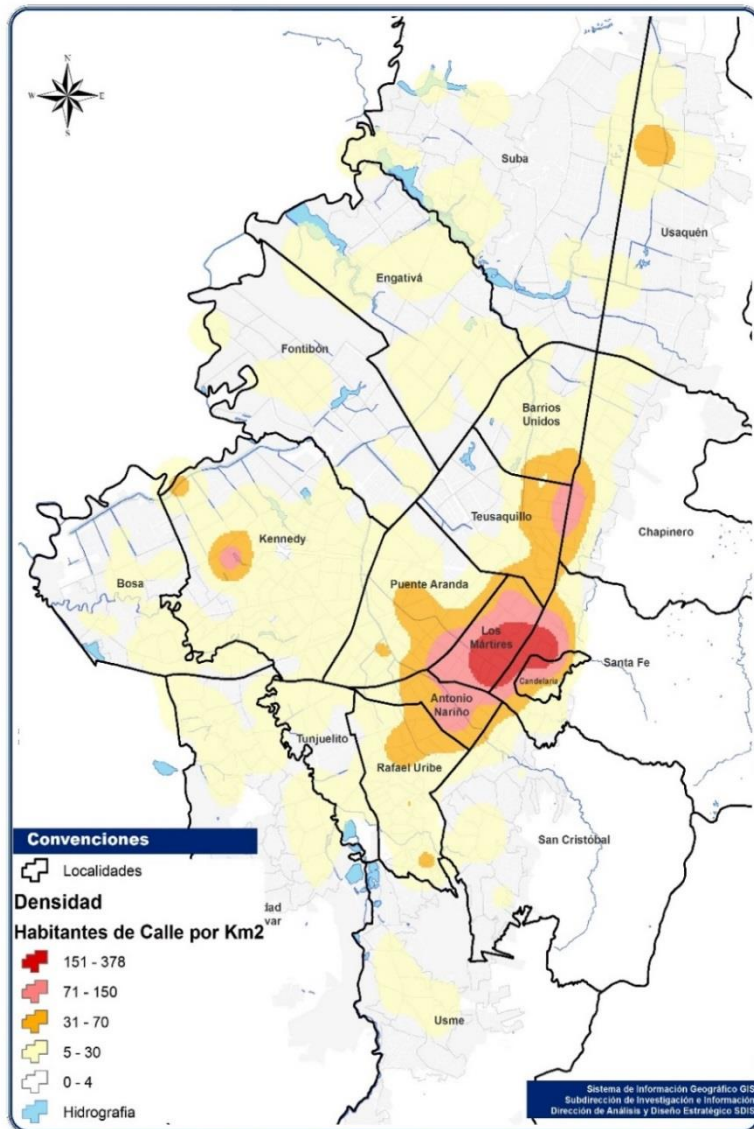 N
W
E
S
Suba
Usaquén
Engativá
Fontibón
Barrios
Unidos
Teusaquillo
Chapinero
Kennedy
Bosa
Puente Aranda
Los
Mártires
Santa Fe
Candelaria
Antonio
Nariño
Tunjuelito
Rafael Uribe
San Cristóbal
Usme
dad
var
Convenciones
Localidades
Densidad
Habitantes de Calle por Km2
151 - 378
71 - 150
31 - 70
5 - 30
0 - 4
Hidrografia
Sistema de Información Geográfico GIS
Subdirección de Investigación e Información
Dirección de Análisis y Diseño Estratégico SDIS